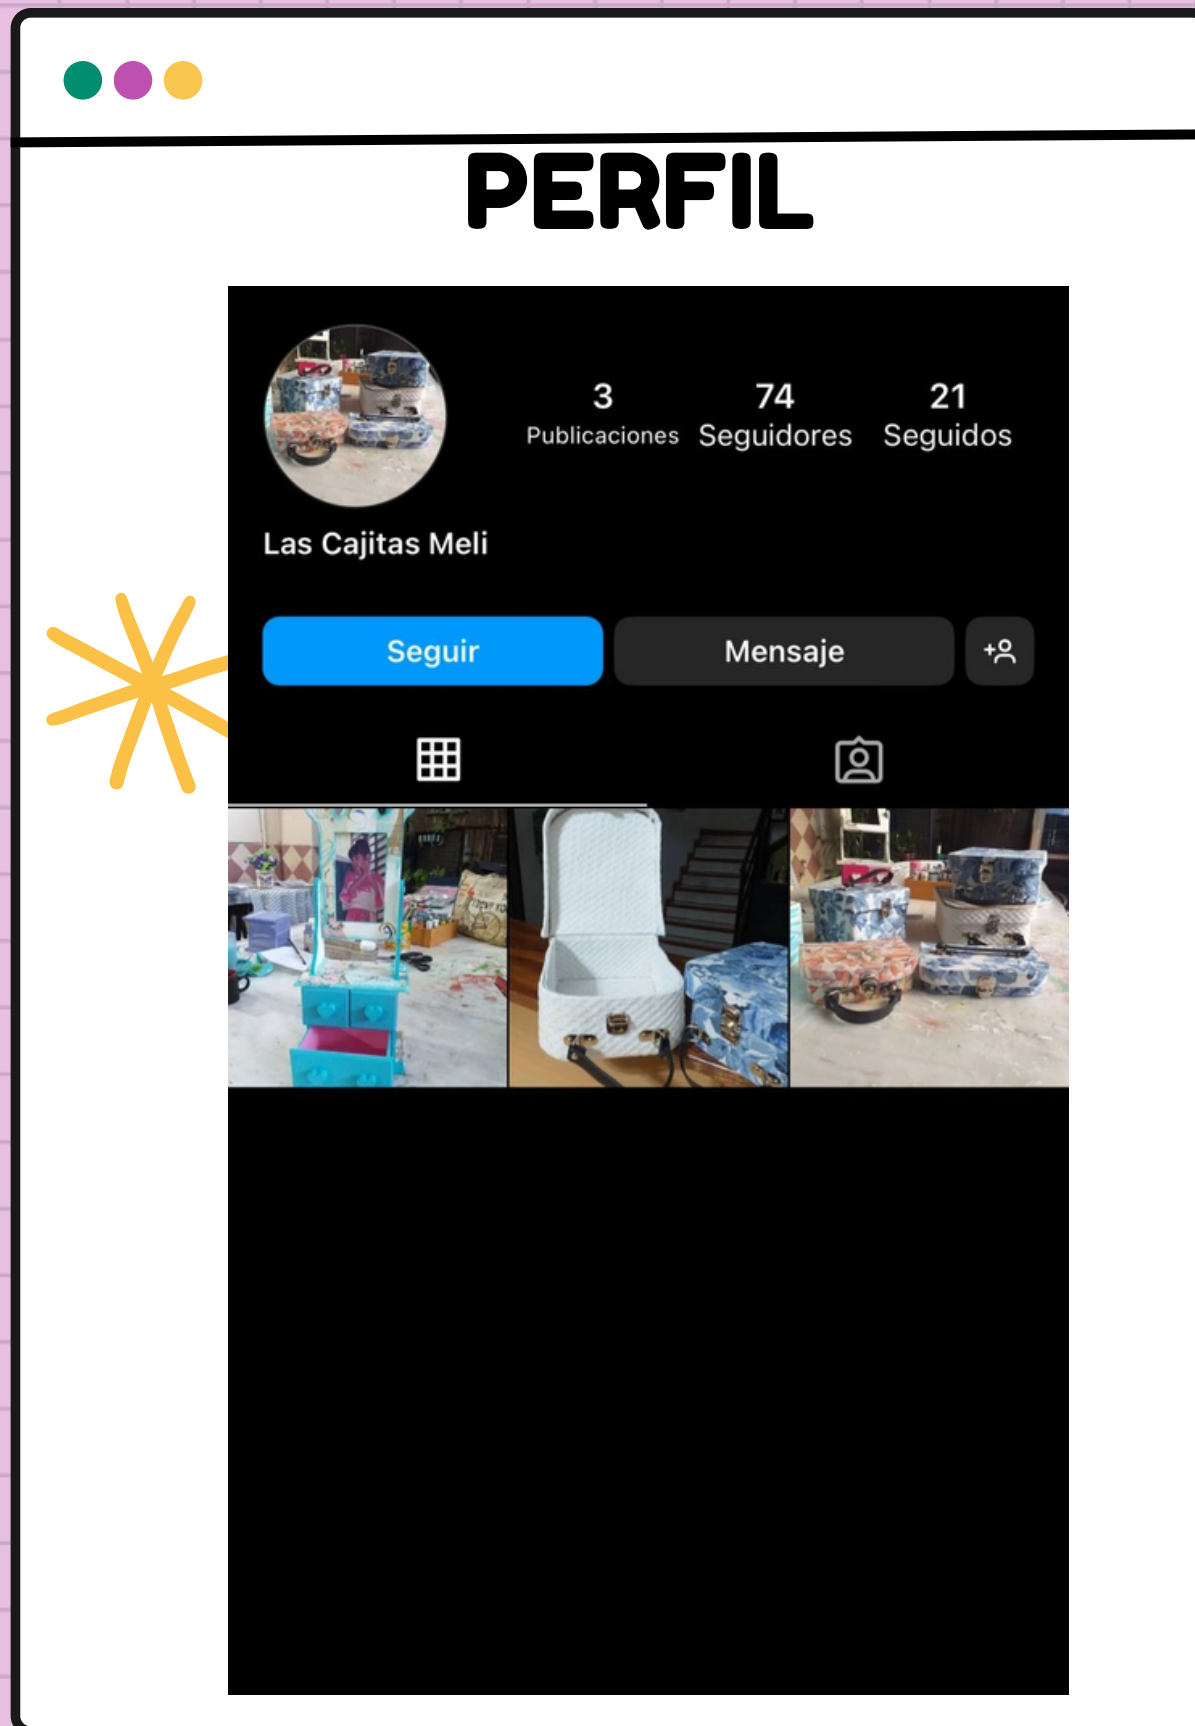 PERFIL
3 74 21
Publicaciones Seguidores Seguidos
Las Cajitas Meli
Seguir Mensaje